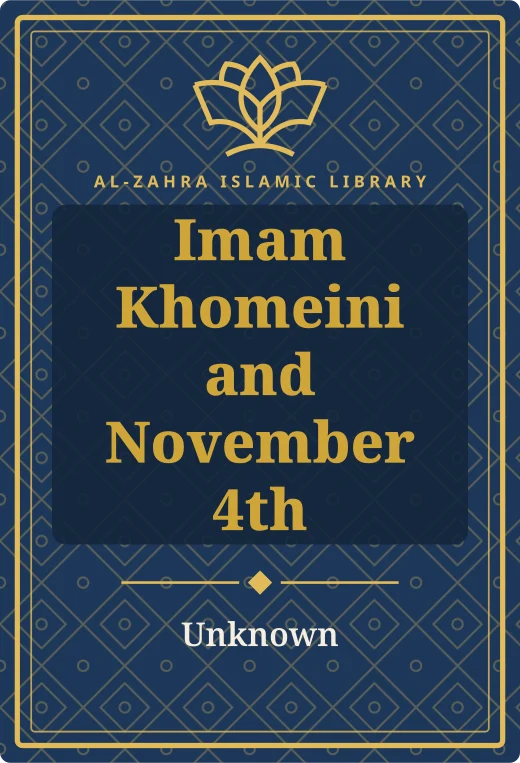 AL-ZAHRA ISLAMIC LIBRARY
Imam
Khomeini
and
November
4th
Unknown